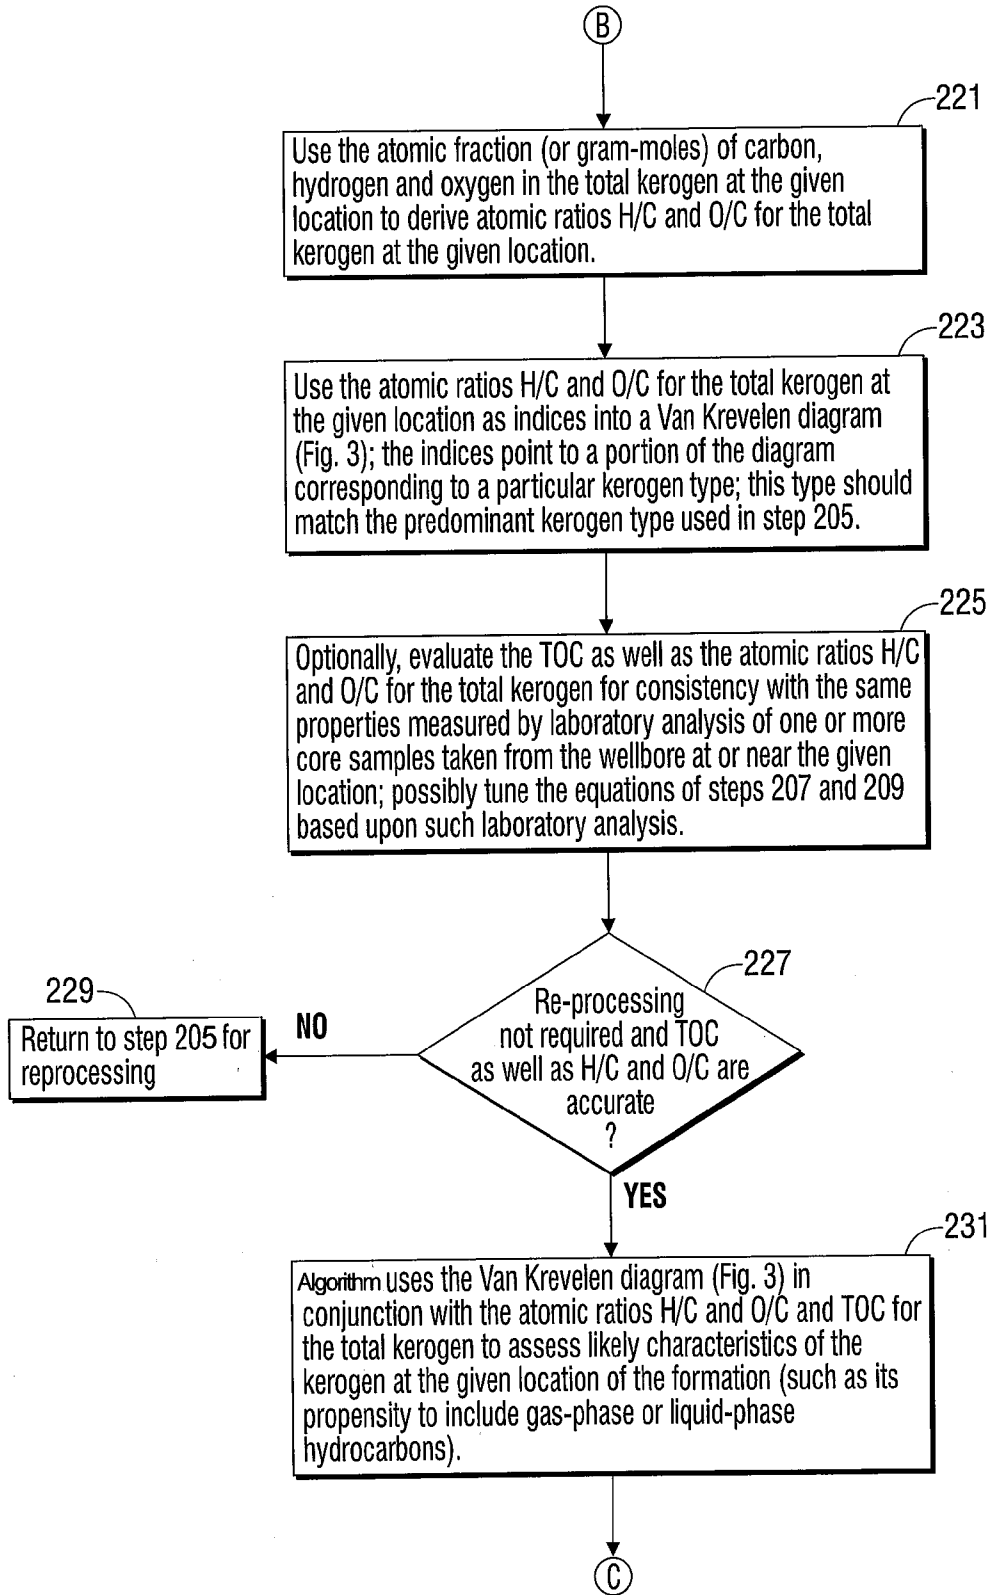 B
221
Use the atomic fraction (or gram-moles) of carbon,
hydrogen and oxygen in the total kerogen at the given
location to derive atomic ratios H/C and O/C for the total
kerogen at the given location.
223
Use the atomic ratios H/C and O/C for the total kerogen at
the given location as indices into a Van Krevelen diagram
(Fig. 3); the indices point to a portion of the diagram
corresponding to a particular kerogen type; this type should
match the predominant kerogen type used in step 205.
225
Optionally, evaluate the TOC as well as the atomic ratios H/C
and O/C for the total kerogen for consistency with the same
properties measured by laboratory analysis of one or more
core samples taken from the wellbore at or near the given
location; possibly tune the equations of steps 207 and 209
based upon such laboratory analysis.
227
Re-processing
not required and TOC
as well as H/C and O/C are
accurate
?
NO
229
Return to step 205 for
reprocessing
YES
231
Algorithm uses the Van Krevelen diagram (Fig. 3) in
conjunction with the atomic ratios H/C and O/C and TOC for
the total kerogen to assess likely characteristics of the
kerogen at the given location of the formation (such as its
propensity to include gas-phase or liquid-phase
hydrocarbons).
C